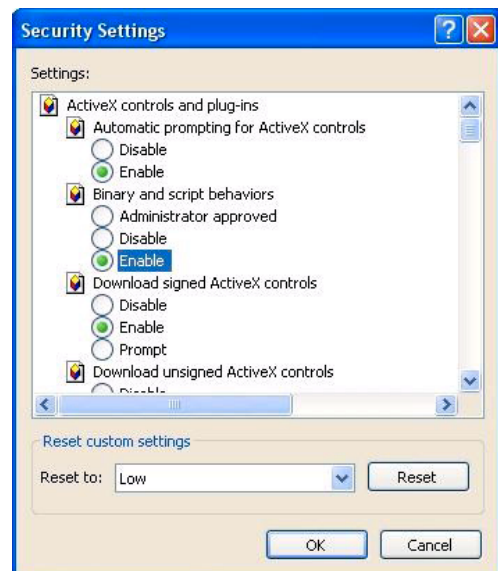 Security Settings
Settings:
ActiveX controls and plug-ins
Automatic prompting for ActiveX controls
Disable
Enable
Binary and script behaviors
Administrator approved
Disable
Enable
Download signed ActiveX controls
Disable
Enable
Prompt
Download unsigned ActiveX controls
Disable
Reset custom settings
Reset to: Low Reset
OK Cancel